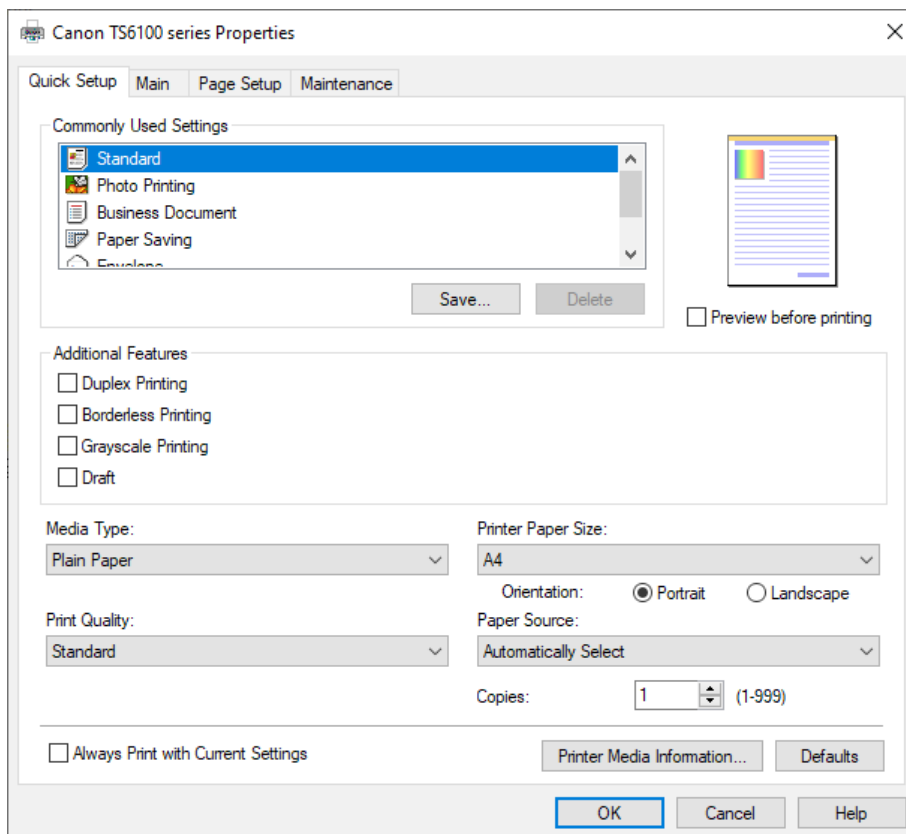 Canon TS6100 series Properties
Quick Setup Main Page Setup Maintenance
Commonly Used Settings
Standard
Photo Printing
Business Document
Paper Saving
Envelope
Save... Delete
Preview before printing
Additional Features
Duplex Printing
Borderless Printing
Grayscale Printing
Draft
Media Type: Printer Paper Size:
Plain Paper A4
Orientation: Portrait Landscape
Print Quality: Paper Source:
Standard Automatically Select
Copies: 1 (1-999)
Always Print with Current Settings Printer Media Information... Defaults
OK Cancel Help